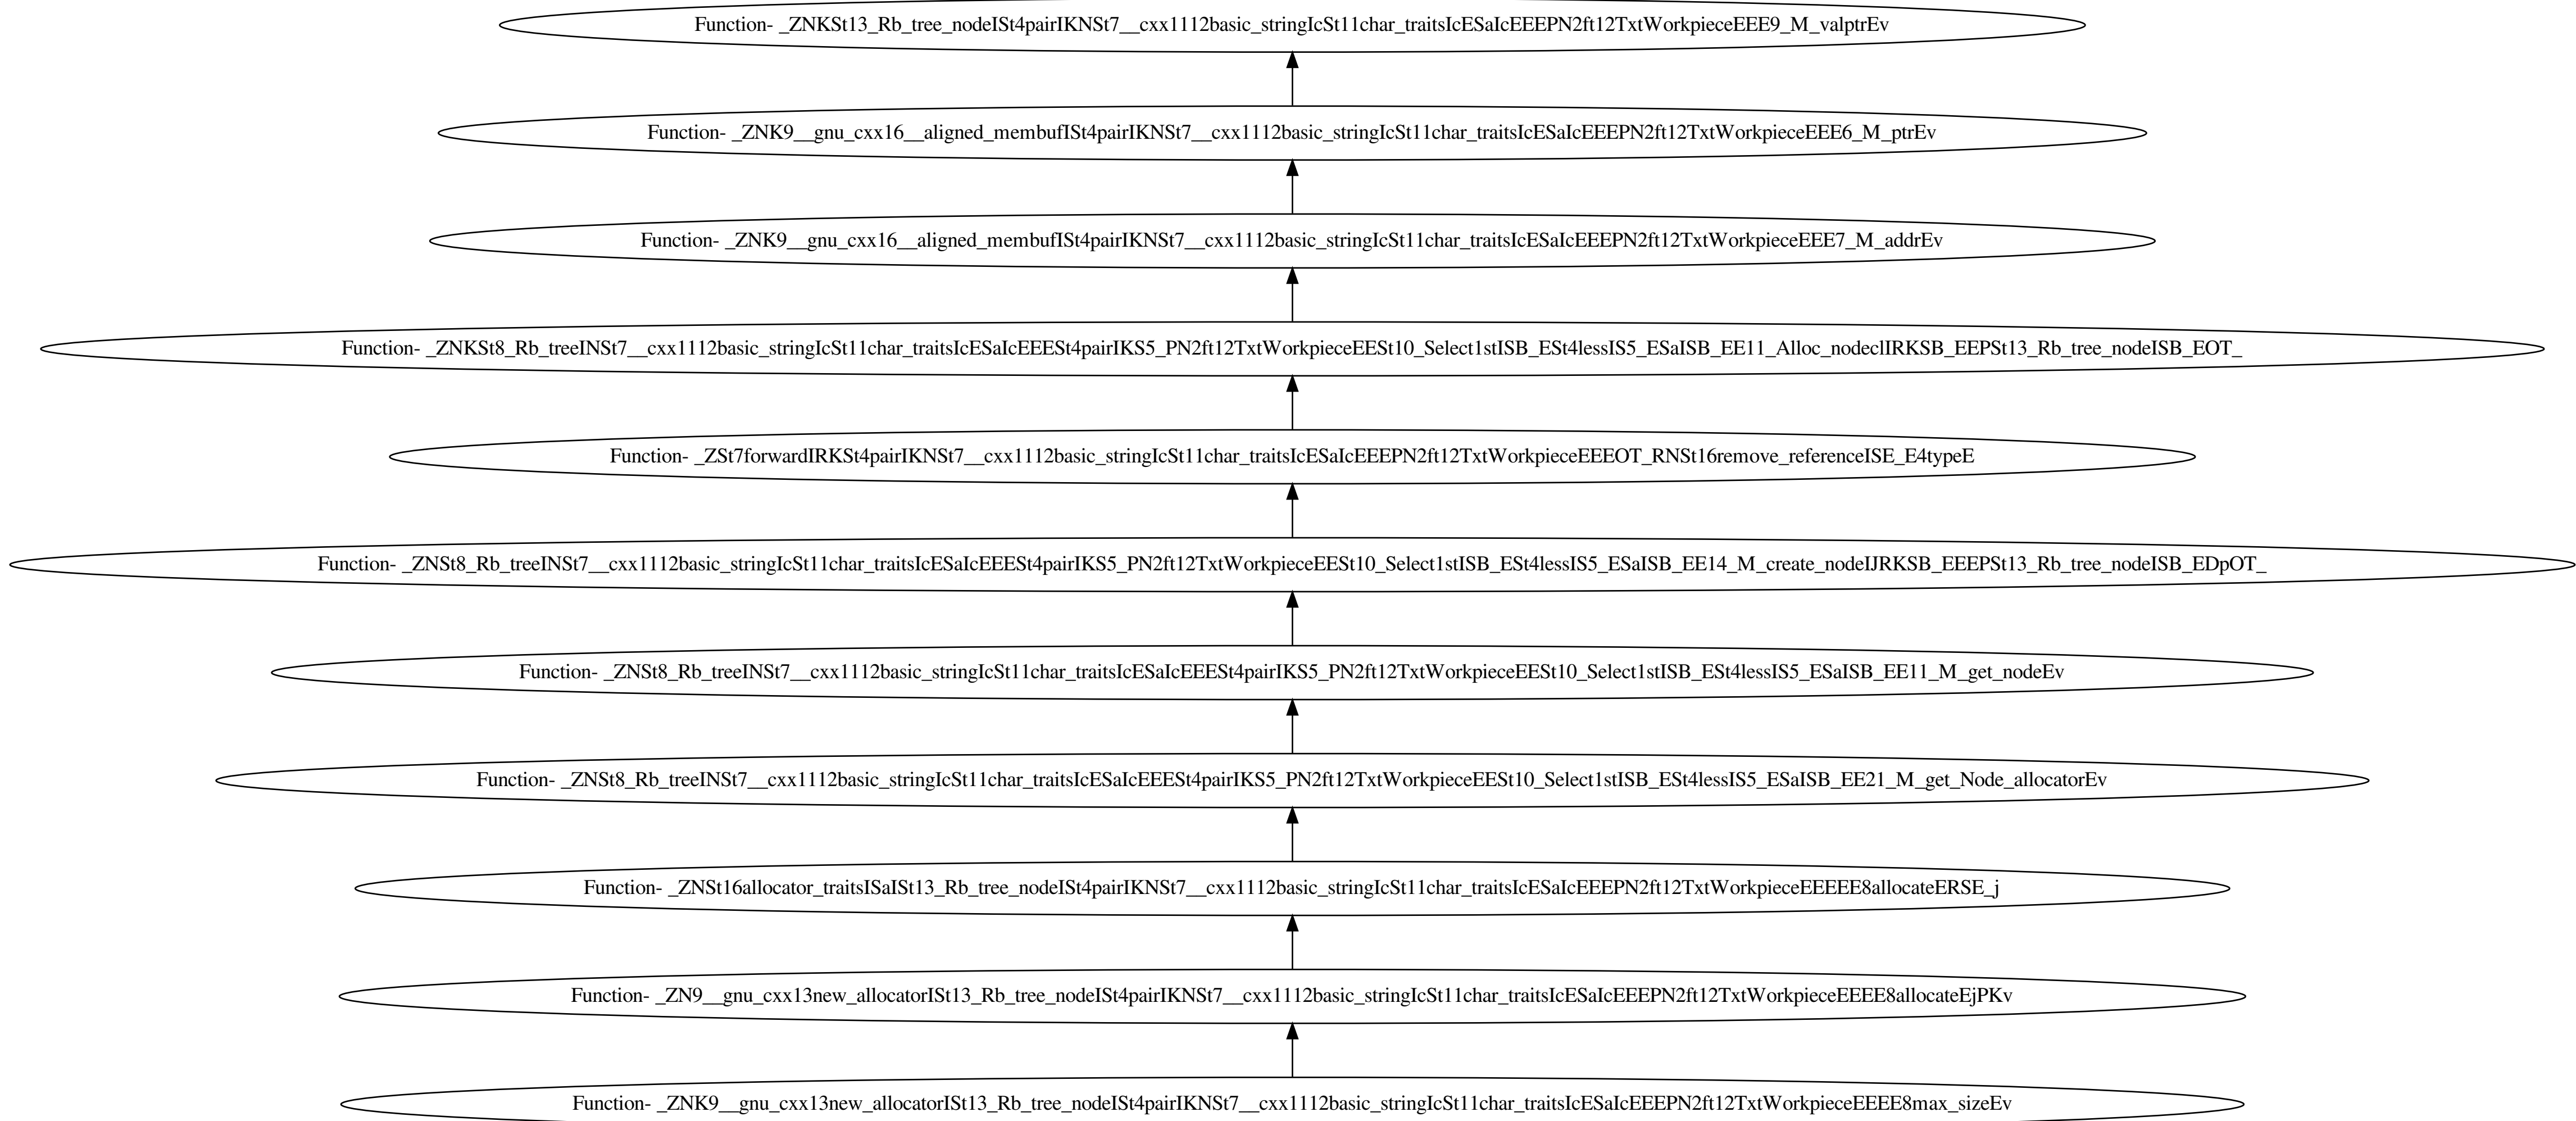 Function- _ZNKSt13_Rb_tree_nodeISt4pairIKNSt7__cxx1112basic_stringIcSt11char_traitsIcESaIcEEEPN2ft12TxtWorkpieceEEE9_M_valptrEv
Function- _ZNK9__gnu_cxx16__aligned_membufISt4pairIKNSt7__cxx1112basic_stringIcSt11char_traitsIcESaIcEEEPN2ft12TxtWorkpieceEEE6_M_ptrEv
Function- _ZNK9__gnu_cxx16__aligned_membufISt4pairIKNSt7__cxx1112basic_stringIcSt11char_traitsIcESaIcEEEPN2ft12TxtWorkpieceEEE7_M_addrEv
Function- _ZNKSt8_Rb_treeINSt7__cxx1112basic_stringIcSt11char_traitsIcESaIcEEESt4pairIKS5_PN2ft12TxtWorkpieceEESt10_Select1stISB_ESt4lessIS5_ESaISB_EE11_Alloc_nodeclIRKSB_EEPSt13_Rb_tree_nodeISB_EOT_
Function- _ZSt7forwardIRKSt4pairIKNSt7__cxx1112basic_stringIcSt11char_traitsIcESaIcEEEPN2ft12TxtWorkpieceEEEOT_RNSt16remove_referenceISE_E4typeE
Function- _ZNSt8_Rb_treeINSt7__cxx1112basic_stringIcSt11char_traitsIcESaIcEEESt4pairIKS5_PN2ft12TxtWorkpieceEESt10_Select1stISB_ESt4lessIS5_ESaISB_EE14_M_create_nodeIJRKSB_EEEPSt13_Rb_tree_nodeISB_EDpOT_
Function- _ZNSt8_Rb_treeINSt7__cxx1112basic_stringIcSt11char_traitsIcESaIcEEESt4pairIKS5_PN2ft12TxtWorkpieceEESt10_Select1stISB_ESt4lessIS5_ESaISB_EE11_M_get_nodeEv
Function- _ZNSt8_Rb_treeINSt7__cxx1112basic_stringIcSt11char_traitsIcESaIcEEESt4pairIKS5_PN2ft12TxtWorkpieceEESt10_Select1stISB_ESt4lessIS5_ESaISB_EE21_M_get_Node_allocatorEv
Function- _ZNSt16allocator_traitsISaISt13_Rb_tree_nodeISt4pairIKNSt7__cxx1112basic_stringIcSt11char_traitsIcESaIcEEEPN2ft12TxtWorkpieceEEEEE8allocateERSE_j
Function- _ZN9__gnu_cxx13new_allocatorISt13_Rb_tree_nodeISt4pairIKNSt7__cxx1112basic_stringIcSt11char_traitsIcESaIcEEEPN2ft12TxtWorkpieceEEEE8allocateEjPKv
Function- _ZNK9__gnu_cxx13new_allocatorISt13_Rb_tree_nodeISt4pairIKNSt7__cxx1112basic_stringIcSt11char_traitsIcESaIcEEEPN2ft12TxtWorkpieceEEEE8max_sizeEv